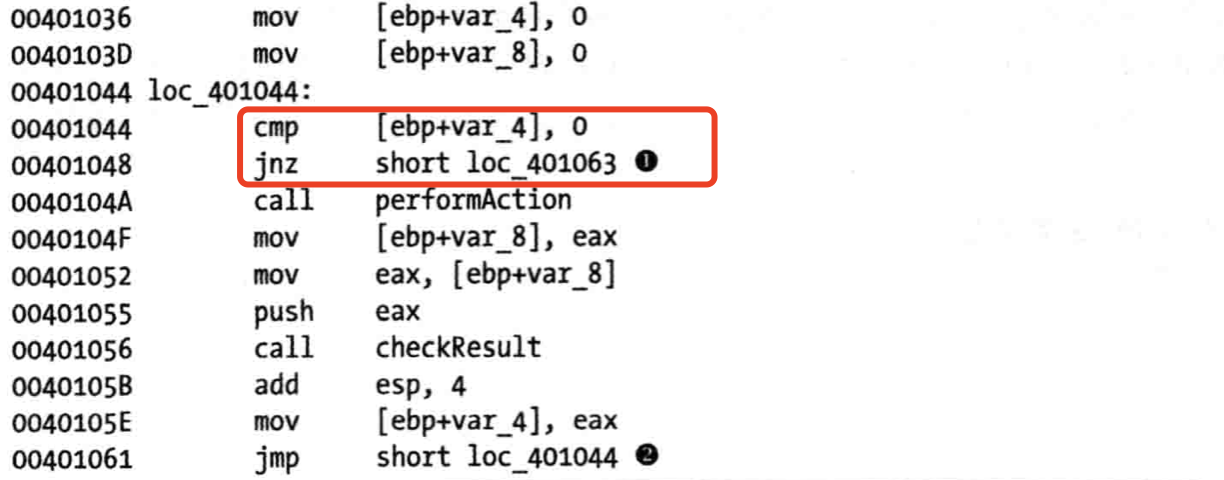 00401036 mov [ebp+var_4], 0
0040103D mov [ebp+var_8], 0
00401044 loc_401044:
00401044 cmp [ebp+var_4], 0
00401048 jnz short loc_401063 ❶
0040104A call performAction
0040104F mov [ebp+var_8], eax
00401052 mov eax, [ebp+var_8]
00401055 push eax
00401056 call checkResult
0040105B add esp, 4
0040105E mov [ebp+var_4], eax
00401061 jmp short loc_401044 ❷